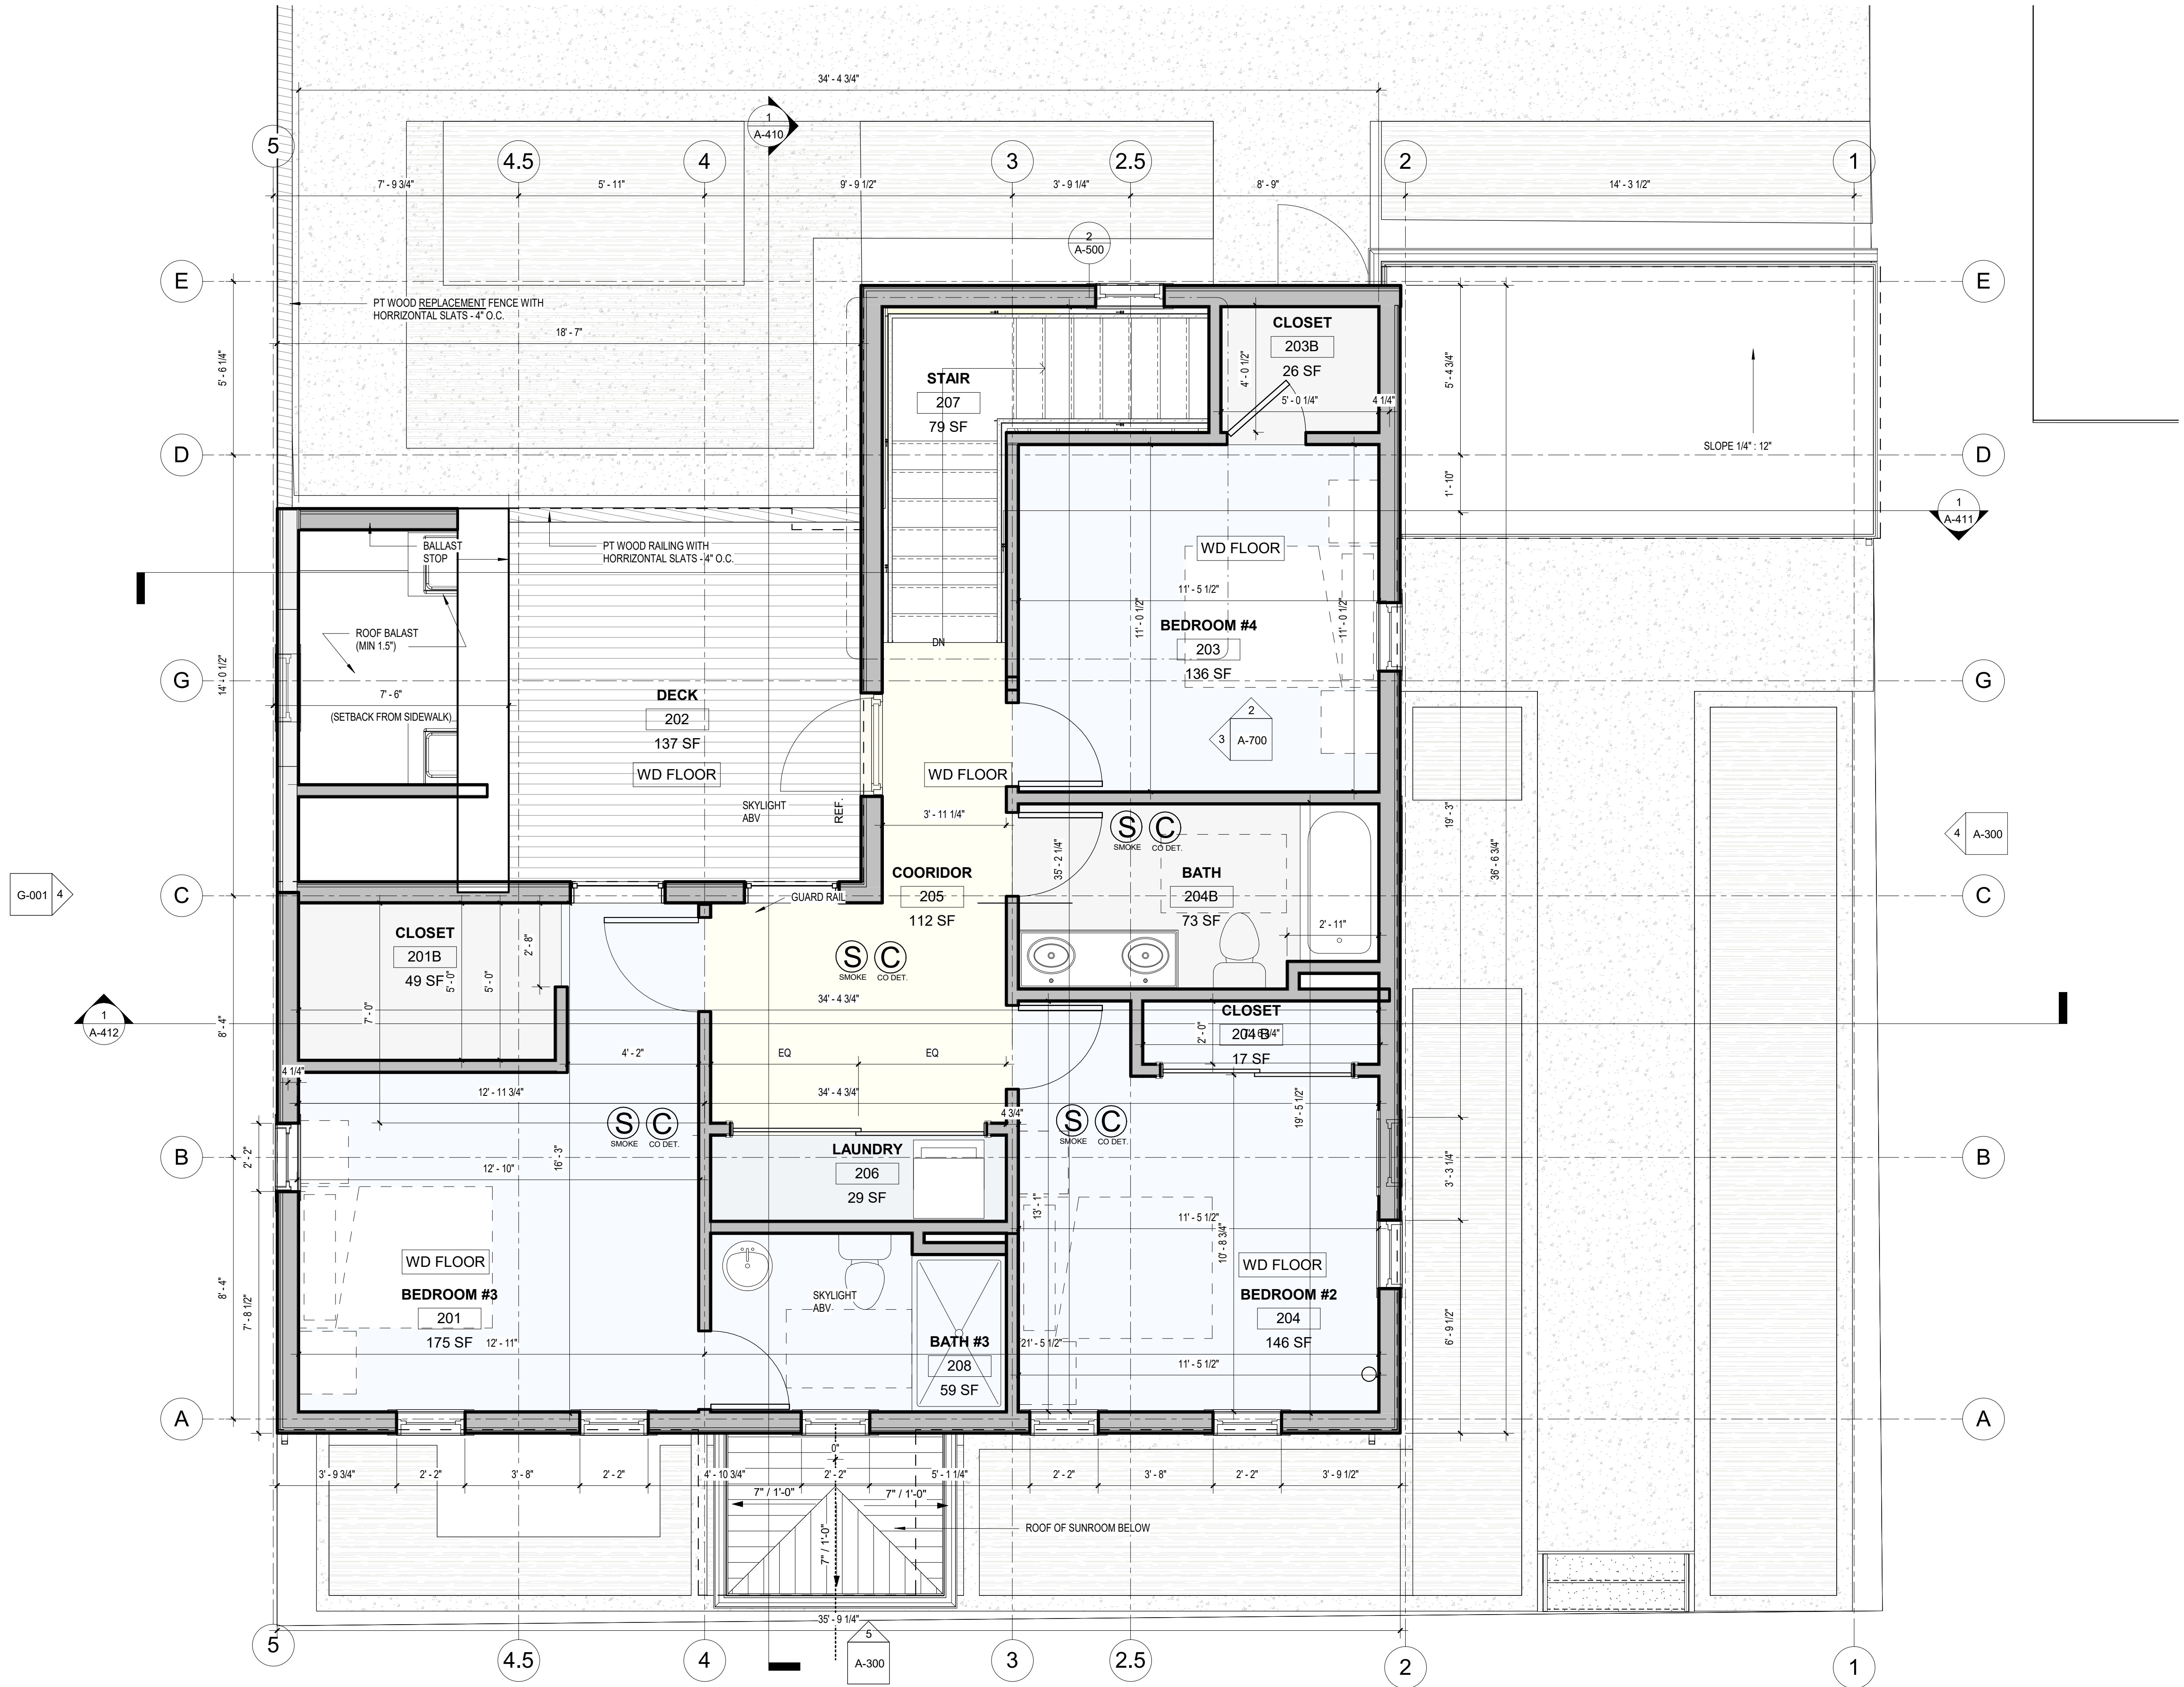 34' - 4 3/4"
1
A-410
5
4.5
4
3
2.5
2
1
7' - 9 3/4"
5' - 11"
9' - 9 1/2"
3' - 9 1/4"
8' - 9"
14' - 3 1/2"
2
A-500
E
E
PT WOOD REPLACEMENT FENCE WITH
HORRIZONTAL SLATS - 4" O.C.
18' - 7"
5' - 6 1/4"
CLOSET
203B
26 SF
4' - 0 1/2"
5' - 0 1/4"
4 1/4"
5' - 4 3/4"
STAIR
207
79 SF
SLOPE 1/4" : 12"
D
D
1' - 10"
1
A-411
BALLAST
STOP
PT WOOD RAILING WITH
HORRIZONTAL SLATS - 4" O.C.
WD FLOOR
11' - 5 1/2"
11' - 0 1/2"
11' - 0 1/2"
BEDROOM #4
203
136 SF
ROOF BALAST
(MIN 1.5")
DN
G
G
14' - 0 1/2"
7' - 6"
(SETBACK FROM SIDEWALK)
DECK
202
137 SF
WD FLOOR
WD FLOOR
2
3
A-700
SKYLIGHT
ABV
REF.
3' - 11 1/4"
S
SMOKE
C
CO DET.
35' - 2 1/4"
19' - 3"
36' - 6 3/4"
4
A-300
COORIDOR
205
112 SF
BATH
204B
73 SF
2' - 11"
G-001
4
C
C
GUARD RAIL
CLOSET
201B
49 SF
5' - 0"
5' - 0"
2' - 8"
7' - 0"
S
SMOKE
C
CO DET.
34' - 4 3/4"
1
A-412
8' - 4"
CLOSET
204 B
17 SF
2' - 0"
4' - 2"
EQ
EQ
4 1/4"
12' - 11 3/4"
34' - 4 3/4"
4 3/4"
19' - 5 1/2"
S
SMOKE
C
CO DET.
S
SMOKE
C
CO DET.
B
B
2' - 2"
16' - 3"
12' - 10"
LAUNDRY
206
29 SF
3' - 3 1/4"
13' - 1"
11' - 5 1/2"
10' - 8 3/4"
WD FLOOR
BEDROOM #3
201
175 SF
12' - 11"
8' - 4"
7' - 8 1/2"
SKYLIGHT
ABV
BATH #3
208
59 SF
21' - 5 1/2"
WD FLOOR
BEDROOM #2
204
146 SF
11' - 5 1/2"
6' - 9 1/2"
A
A
0"
3' - 9 3/4"
2' - 2"
3' - 8"
2' - 2"
4' - 10 3/4"
2' - 2"
5' - 1 1/4"
2' - 2"
3' - 8"
2' - 2"
3' - 9 1/2"
7" / 1'-0"
7" / 1'-0"
7" / 1'-0"
ROOF OF SUNROOM BELOW
35' - 9 1/4"
5
A-300
5
4.5
4
3
2.5
2
1